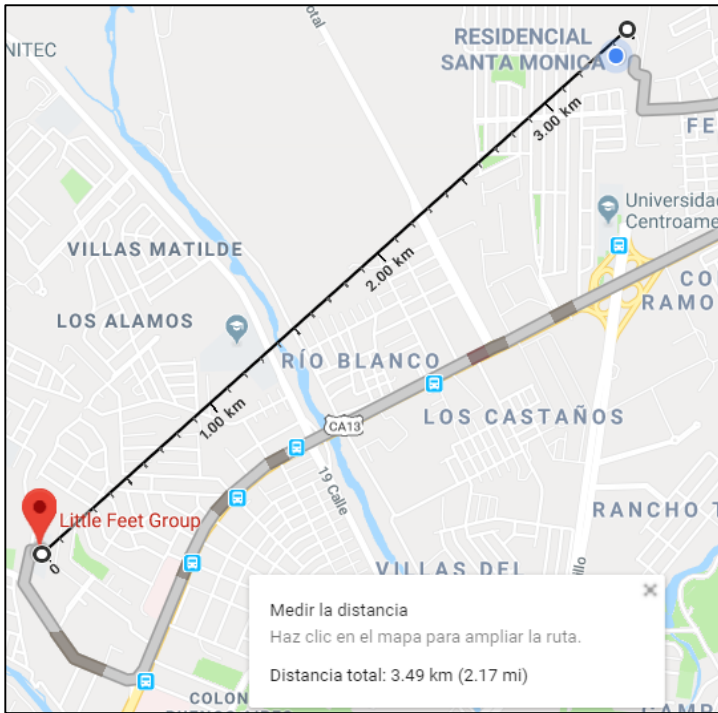 NITEC
RESIDENCIAL
SANTA MONICA
3.00 km
FE
Universidad
Centroame
VILLAS MATILDE
2.00 km
CO
RAMO
LOS ALAMOS
RÍO BLANCO
1.00 km
LOS CASTAÑOS
CA13
19 Calle
Little Feet Group
RANCHO T
VILLAS DEL
Medir la distancia
Haz clic en el mapa para ampliar la ruta.
Distancia total: 3.49 km (2.17 mi)
COLON